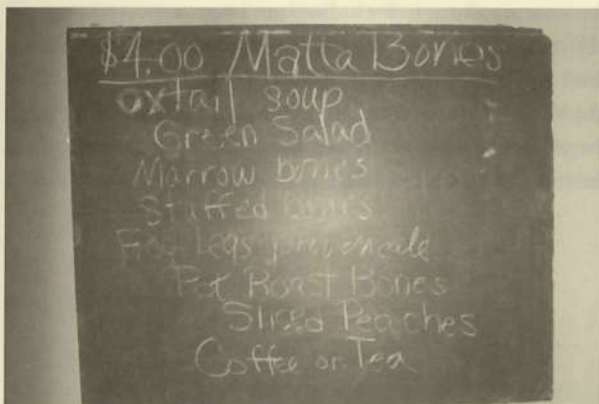 $4.00 Matta Bones
oxtail soup
Green Salad
Marrow bones
Stuffed bones
Frog legs provencale
Pot Roast Bones
Sliced Peaches
Coffee or Tea